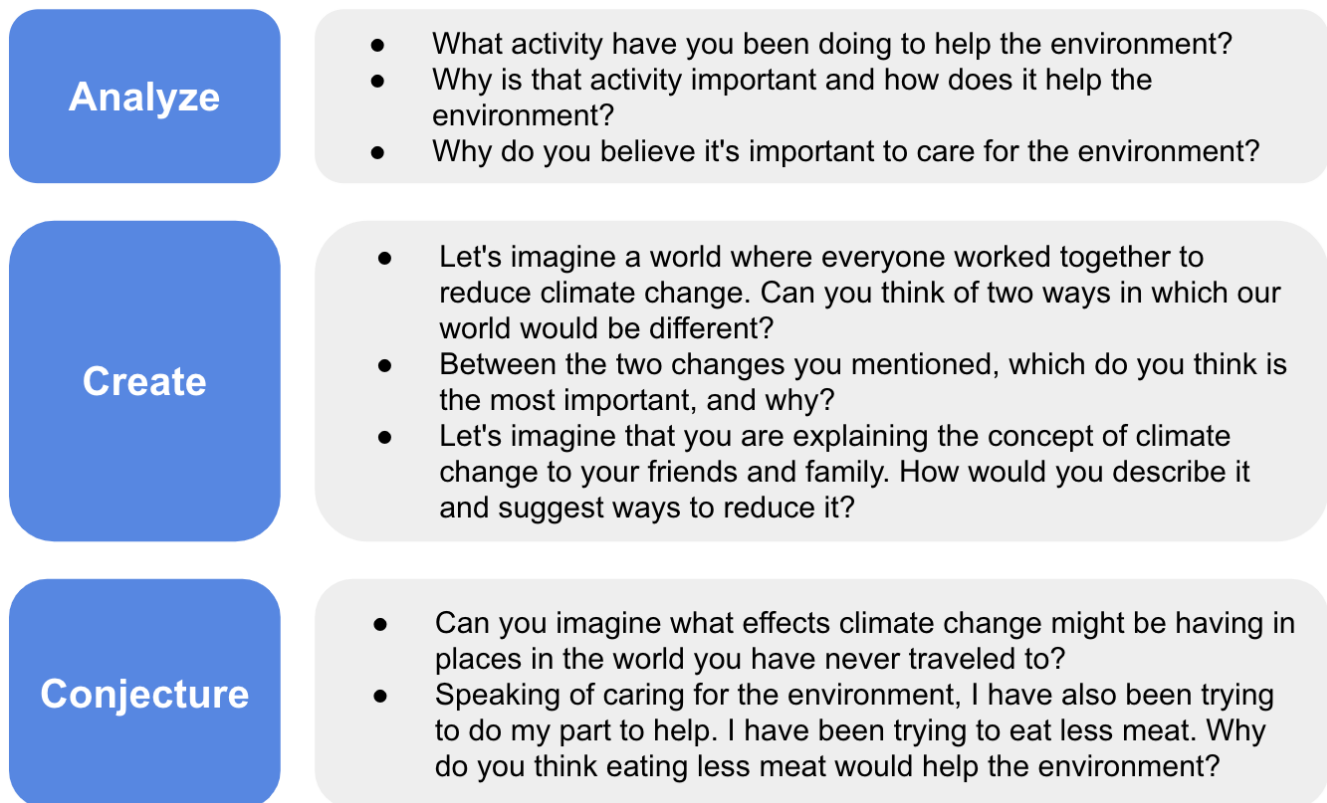 Analyze
● What activity have you been doing to help the environment?
● Why is that activity important and how does it help the
environment?
● Why do you believe it's important to care for the environment?
Create
● Let's imagine a world where everyone worked together to
reduce climate change. Can you think of two ways in which our
world would be different?
● Between the two changes you mentioned, which do you think is
the most important, and why?
● Let's imagine that you are explaining the concept of climate
change to your friends and family. How would you describe it
and suggest ways to reduce it?
Conjecture
● Can you imagine what effects climate change might be having in
places in the world you have never traveled to?
● Speaking of caring for the environment, I have also been trying
to do my part to help. I have been trying to eat less meat. Why
do you think eating less meat would help the environment?